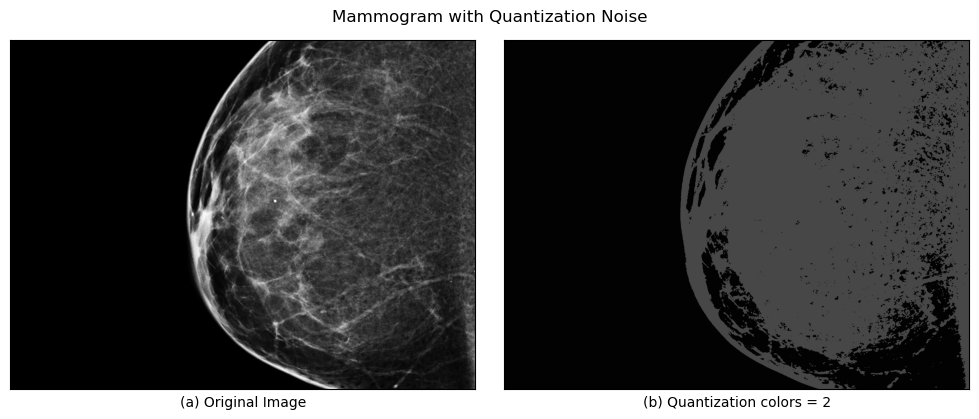 Mammogram with Quantization Noise
(a) Original Image
(b) Quantization colors = 2